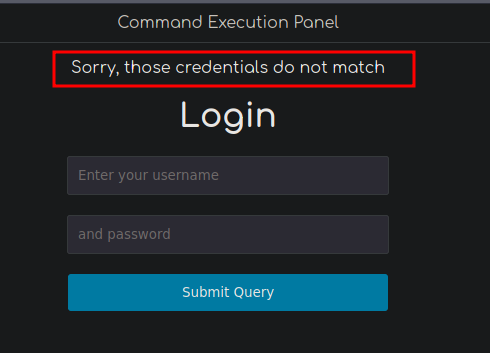 Command Execution Panel
Sorry, those credentials do not match
Login
Enter your username
and password
Submit Query